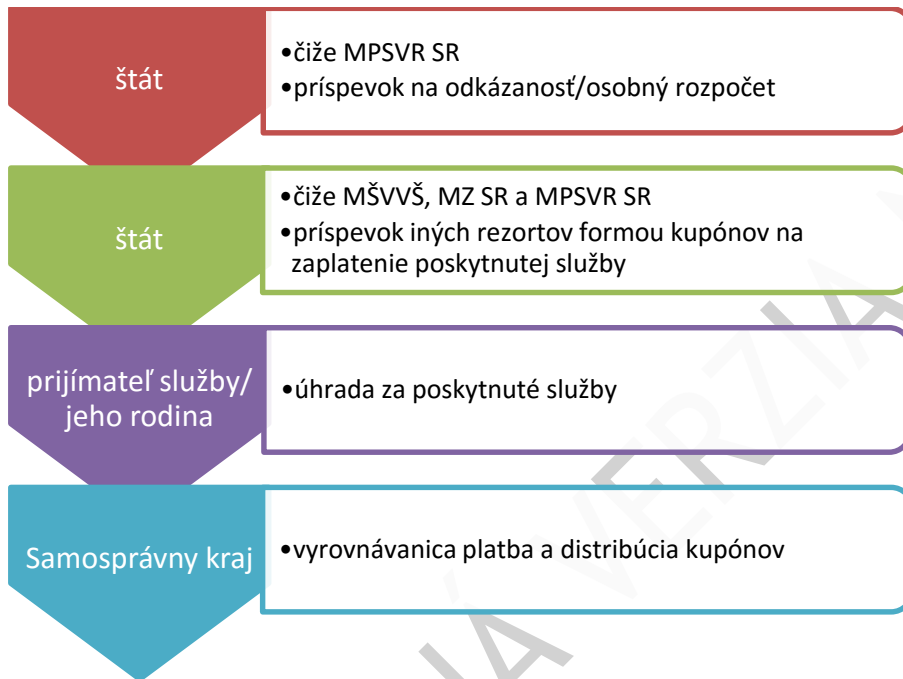 štát
•čiže MPSVR SR
•príspevok na odkázanosť/osobný rozpočet
štát
•čiže MŠVVŠ, MZ SR a MPSVR SR
•príspevok iných rezortov formou kupónov na
zaplatenie poskytnutej služby
prijímateľ služby/
jeho rodina
•úhrada za poskytnuté služby
Samosprávny kraj
•vyrovnávanica platba a distribúcia kupónov
VERZIA